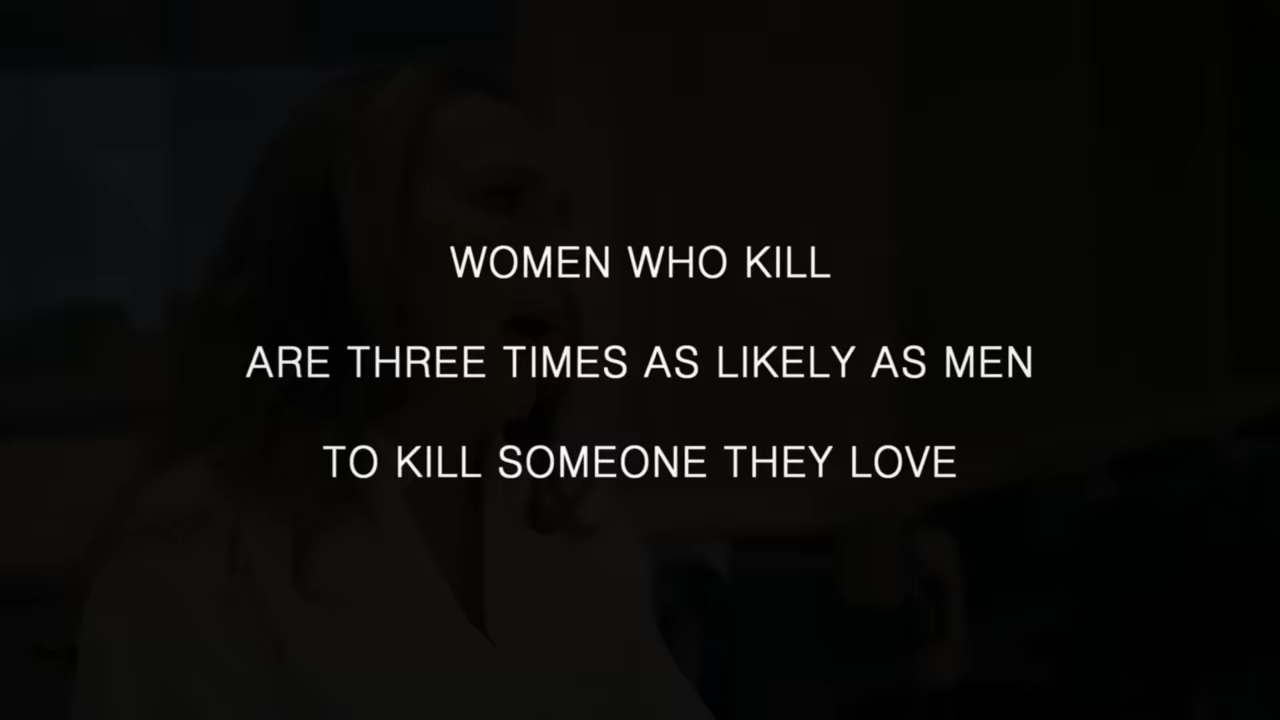 WOMEN WHO KILL
ARE THREE TIMES AS LIKELY AS MEN
TO KILL SOMEONE THEY LOVE